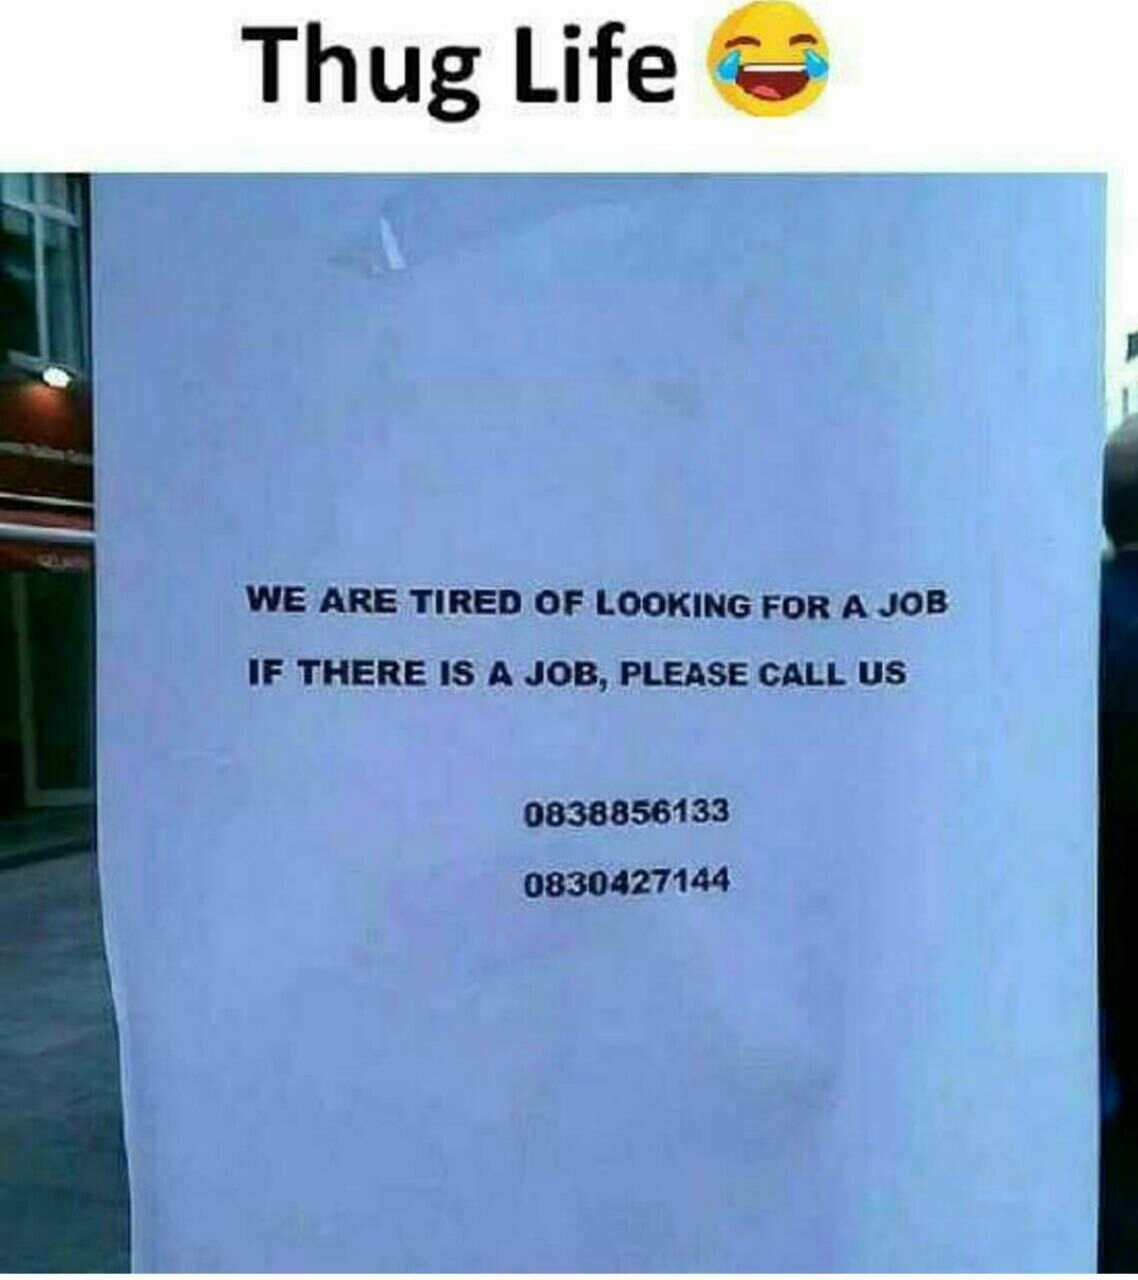 Thug Life 😂
WE ARE TIRED OF LOOKING FOR A JOB
IF THERE IS A JOB, PLEASE CALL US
0838856133
0830427144